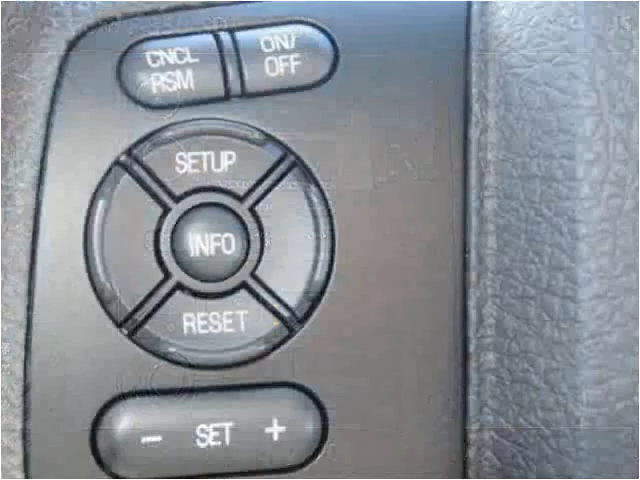 CNCL ON/
RSM OFF
SETUP
INFO
RESET
- SET +